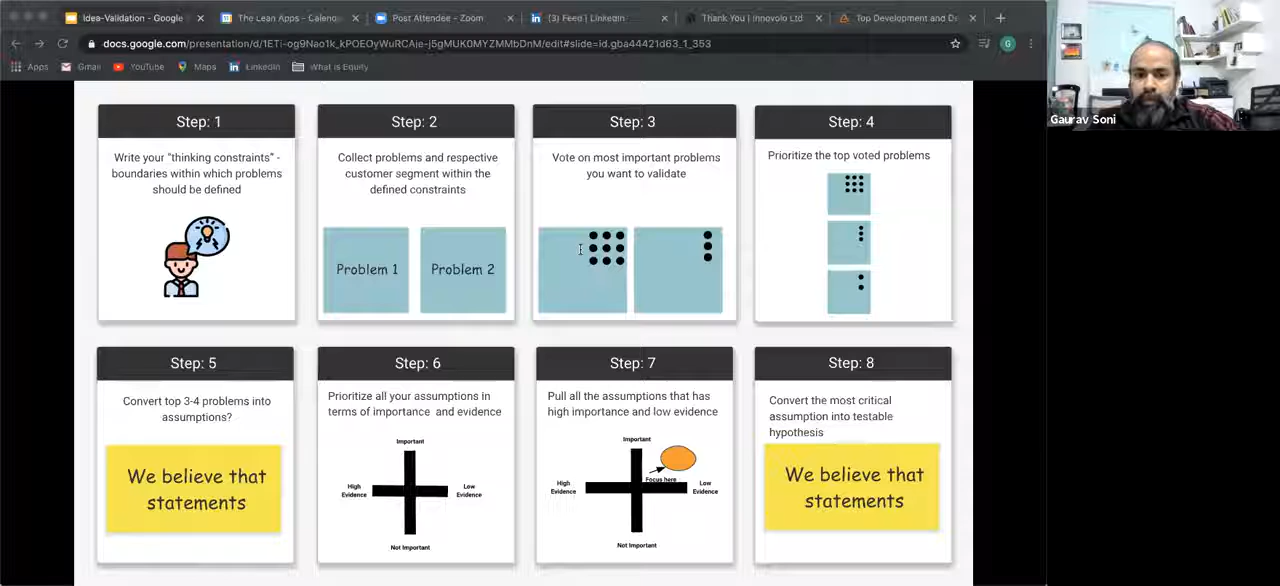 Idea-Validation - Google
The Lean Apps - Calend
Post Attendee - Zoom
(3) Feed | LinkedIn
Thank You | Innovolo Ltd
Top Development and De
docs.google.com/presentation/d/
/edit#slide=id.gba44421d63_1_353
G
Apps
Gmail
YouTube
Maps
LinkedIn
What is Equity
Gaurav Soni
Step: 1
Write your "thinking constraints" -
boundaries within which problems
should be defined
Step: 2
Collect problems and respective
customer segment within the
defined constraints
Problem 1
Problem 2
Step: 3
Vote on most important problems
you want to validate
Step: 4
Prioritize the top voted problems
Step: 5
Convert top 3-4 problems into
assumptions?
We believe that
statements
Step: 6
Prioritize all your assumptions in
terms of importance and evidence
Important
High
Evidence
Low
Evidence
Not Important
Step: 7
Pull all the assumptions that has
high importance and low evidence
Important
Focus here
High
Evidence
Low
Evidence
Not Important
Step: 8
Convert the most critical
assumption into testable
hypothesis
We believe that
statements